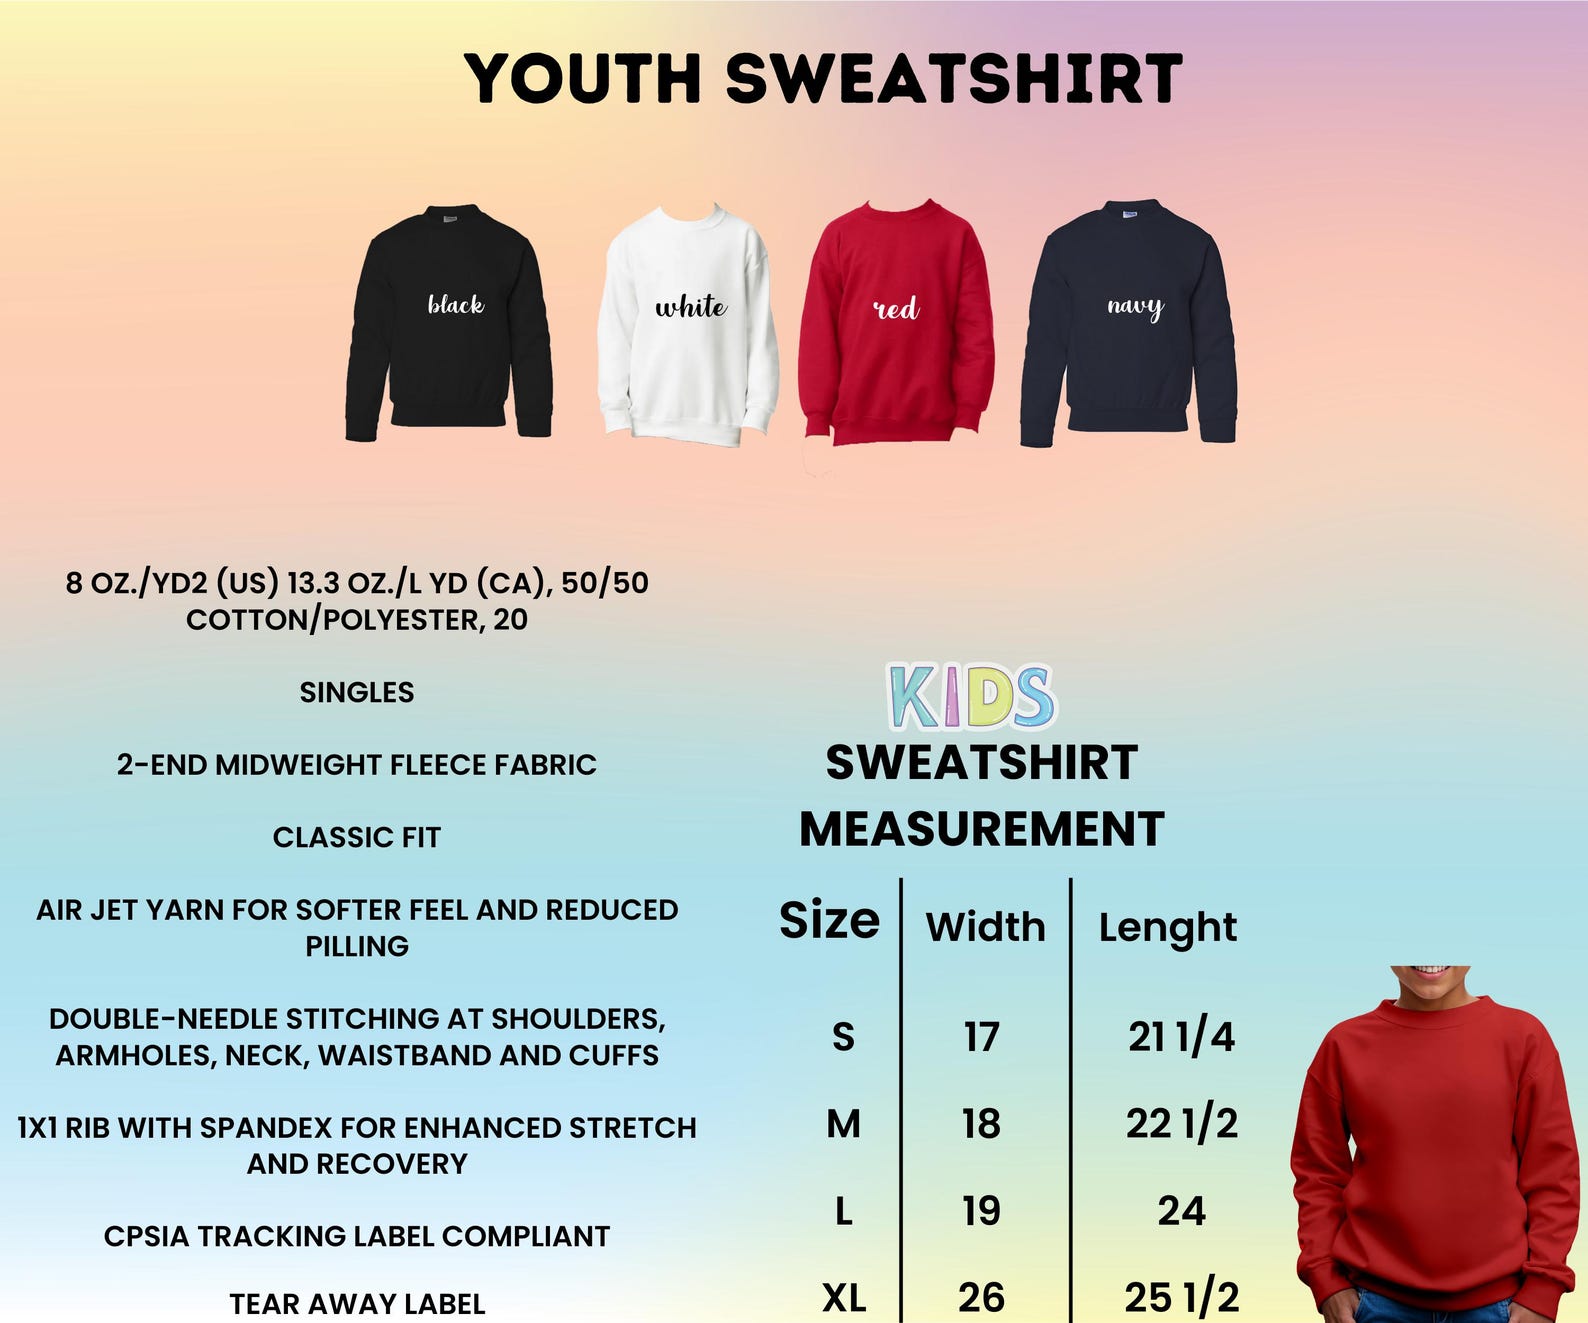 YOUTH SWEATSHIRT
black
white
red
navy
8 OZ./YD2 (US) 13.3 OZ./L YD (CA), 50/50
COTTON/POLYESTER, 20
SINGLES
2-END MIDWEIGHT FLEECE FABRIC
CLASSIC FIT
AIR JET YARN FOR SOFTER FEEL AND REDUCED
PILLING
DOUBLE-NEEDLE STITCHING AT SHOULDERS,
ARMHOLES, NECK, WAISTBAND AND CUFFS
1X1 RIB WITH SPANDEX FOR ENHANCED STRETCH
AND RECOVERY
CPSIA TRACKING LABEL COMPLIANT
TEAR AWAY LABEL
KIDS
SWEATSHIRT
MEASUREMENT
Size Width Lenght
S 17 21 1/4
M 18 22 1/2
L 19 24
XL 26 25 1/2